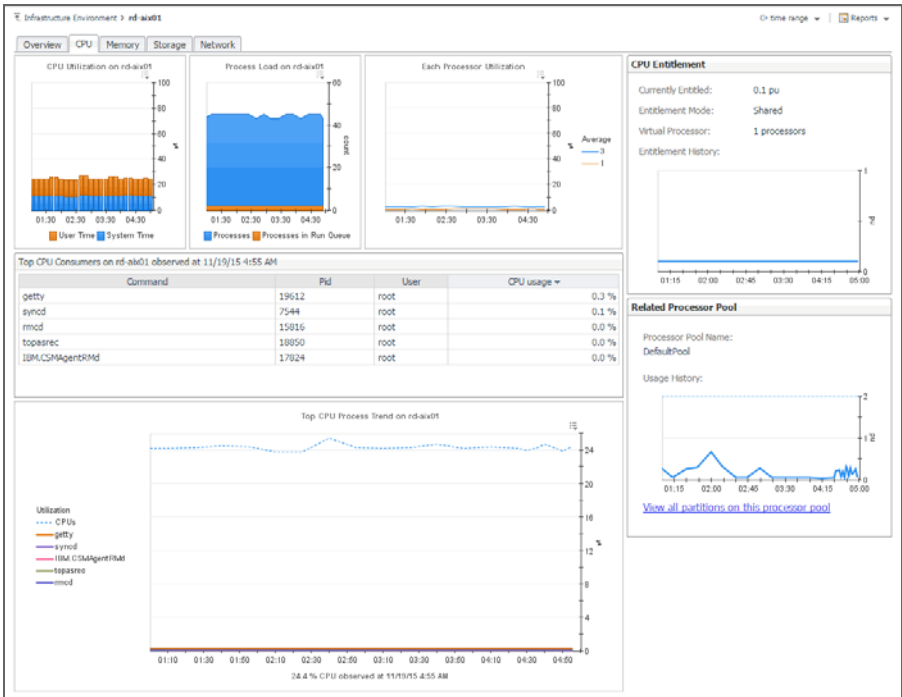 Infrastructure Environment > rd-aix01
time range
Reports
Overview CPU Memory Storage Network
CPU Utilization on rd-aix01
100
80
60
40
20
0
%
01:30 02:30 03:30 04:30
User Time System Time
Process Load on rd-aix01
60
40
20
0
count
01:30 02:30 03:30 04:30
Processes Processes in Run Queue
Each Processor Utilization
100
80
60
40
20
0
%
01:30 02:30 03:30 04:30
Average
3
1
CPU Entitlement
Currently Entitled: 0.1 pu
Entitlement Mode: Shared
Virtual Processor: 1 processors
Entitlement History:
1
pu
0
01:15 02:00 02:45 03:30 04:15 05:00
Top CPU Consumers on rd-aix01 observed at 11/19/15 4:55 AM
Command Pid User CPU usage
getty 19612 root 0.3 %
syncd 7544 root 0.1 %
rmcd 15816 root 0.0 %
topasrec 18850 root 0.0 %
IBM.CSMAgentRMd 17824 root 0.0 %
Related Processor Pool
Processor Pool Name:
DefaultPool
Usage History:
2
1
pu
0
01:15 02:00 02:45 03:30 04:15 05:00
View all partitions on this processor pool
Top CPU Process Trend on rd-aix01
24
20
16
12
8
4
0
%
Utilization
CPUs
getty
syncd
IBM.CSMAgentRMd
topasrec
rmcd
01:10 01:30 01:50 02:10 02:30 02:50 03:10 03:30 03:50 04:10 04:30 04:50
24.4 % CPU observed at 11/19/15 4:55 AM